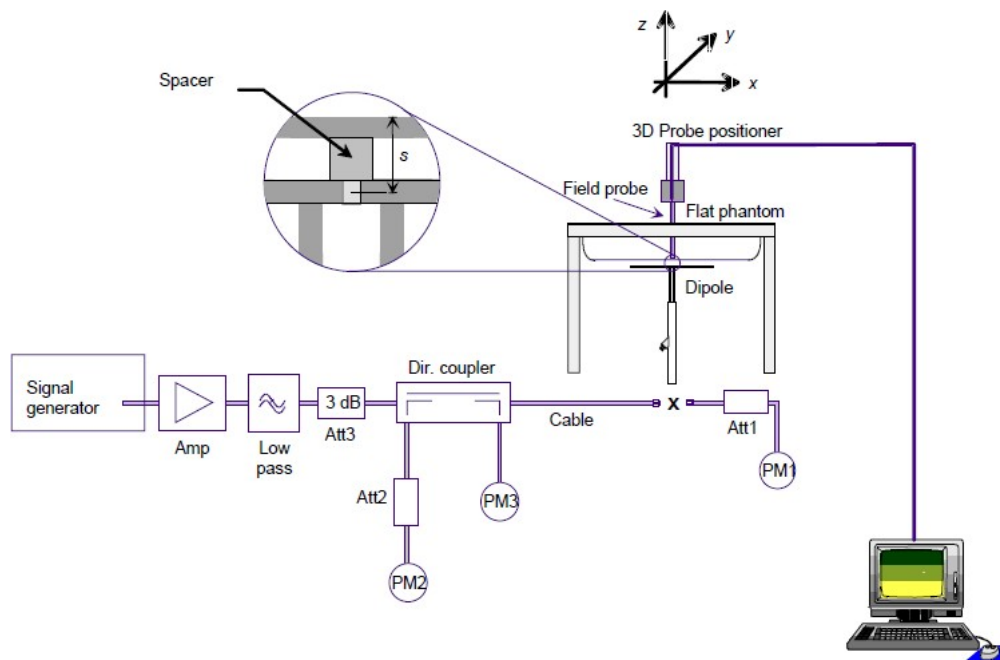 z
y
x
Spacer
s
3D Probe positioner
Field probe
Flat phantom
Dipole
Signal
generator
Amp
Low
pass
3 dB
Att3
Dir. coupler
Cable
X
Att1
PM1
Att2
PM3
PM2